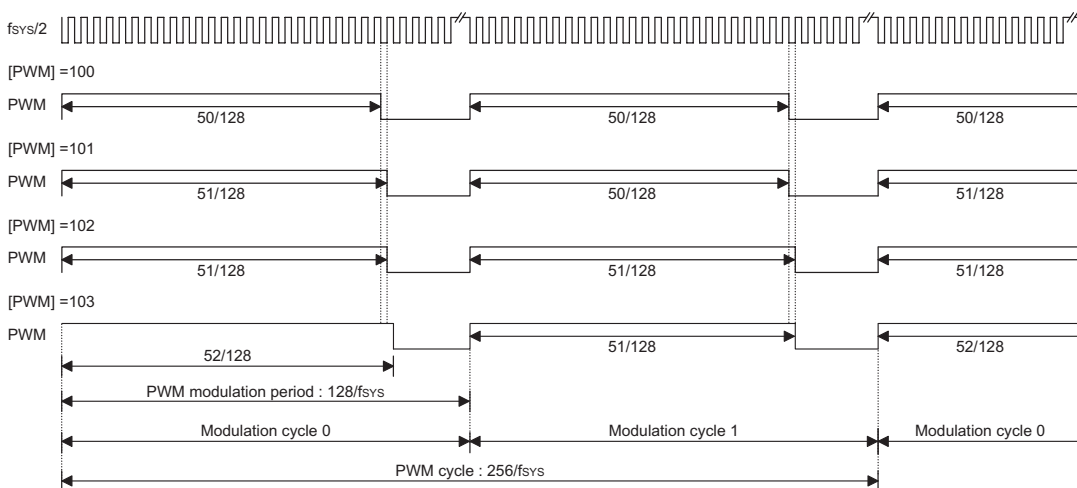 fSYS/2
[PWM] =100
PWM
50/128
50/128
50/128
[PWM] =101
PWM
51/128
50/128
51/128
[PWM] =102
PWM
51/128
51/128
51/128
[PWM] =103
PWM
52/128
51/128
52/128
PWM modulation period : 128/fSYS
Modulation cycle 0
Modulation cycle 1
Modulation cycle 0
PWM cycle : 256/fSYS